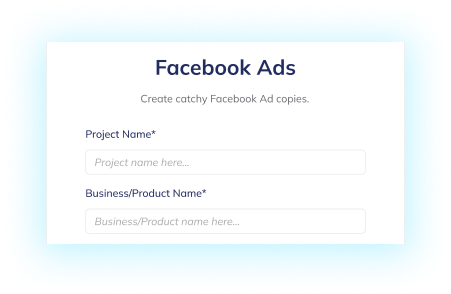 Facebook Ads
Create catchy Facebook Ad copies.
Project Name*
Project name here...
Business/Product Name*
Business/Product name here...